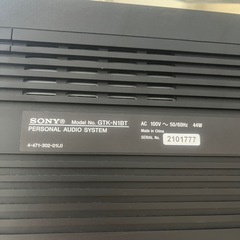 SONY® Model No. GTK-N1BT
PERSONAL AUDIO SYSTEM
4-471-302-01(J)
AC 100V ~ 50/60Hz 44W
Made in China
SERIAL No. 2101777